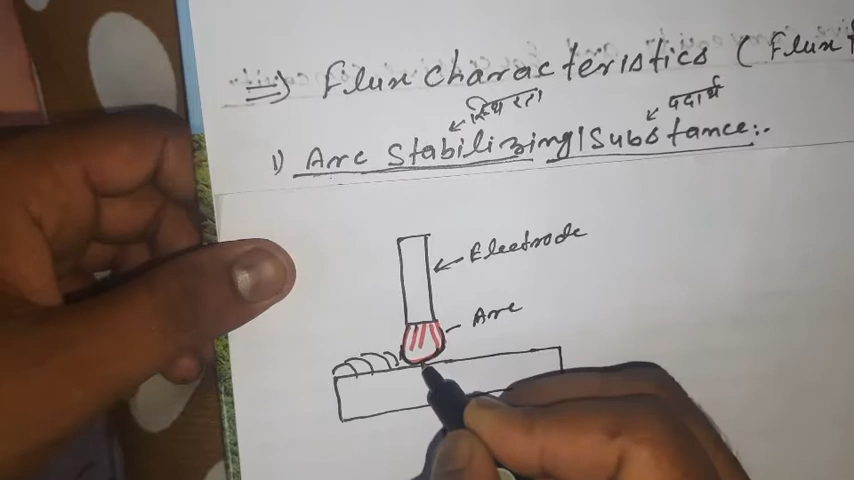 ⇒ Flux characteristics ( Flux
स्थिरता पदार्थ
1) Arc Stabilizing | Substance:.
Electrode
Arc